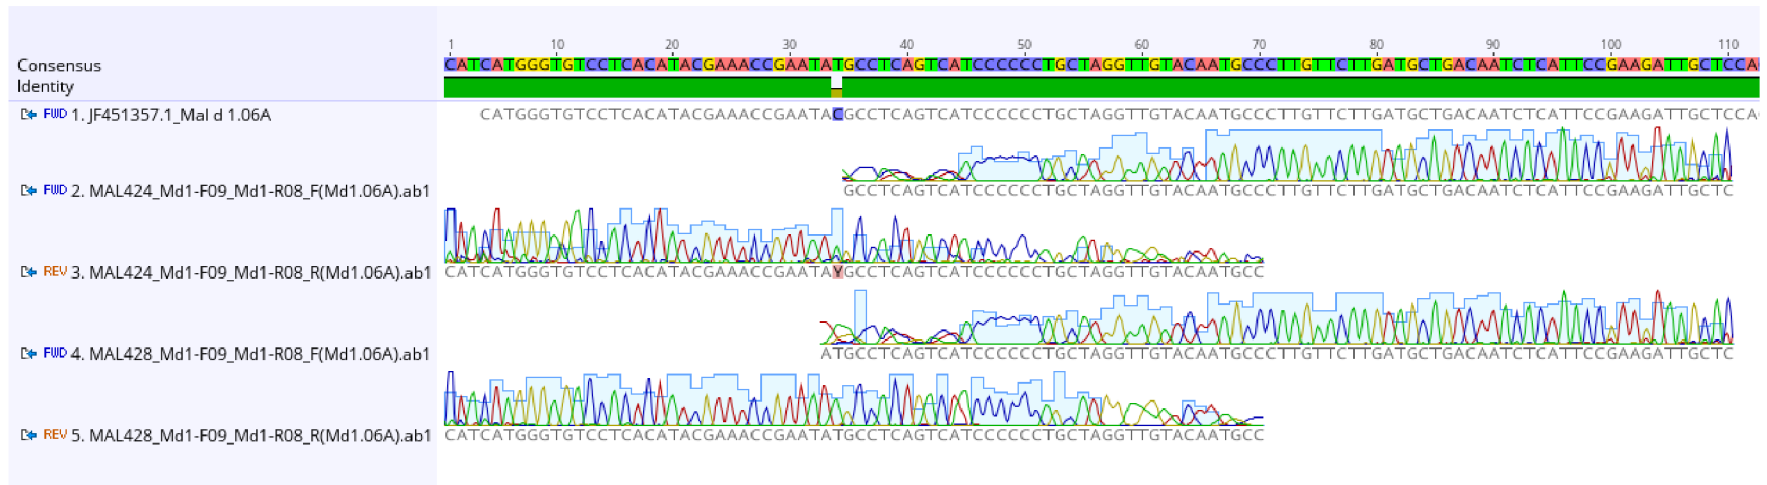 1 10 20 30 40 50 60 70 80 90 100 110
Consensus CATCATGGGTGTCCTCACATACGAAACCGAATATGCCTCAGTCATCCCCCCTGCTAGGTTGTACAATGCCCTTGTTCTTGATGCTGACAATCTCATTCCGAAGATTGCTCCA
Identity
FWD 1. JF451357.1_Mal d 1.06A CATGGGTGTCCTCACATACGAAACCGAATACGCCTCAGTCATCCCCCCTGCTAGGTTGTACAATGCCCTTGTTCTTGATGCTGACAATCTCATTCCGAAGATTGCTCCA
FWD 2. MAL424_Md1-F09_Md1-R08_F(Md1.06A).ab1 GCCTCAGTCATCCCCCCTGCTAGGTTGTACAATGCCCTTGTTCTTGATGCTGACAATCTCATTCCGAAGATTGCTC
REV 3. MAL424_Md1-F09_Md1-R08_R(Md1.06A).ab1 CATCATGGGTGTCCTCACATACGAAACCGAATAYGCCTCAGTCATCCCCCCTGCTAGGTTGTACAATGCC
FWD 4. MAL428_Md1-F09_Md1-R08_F(Md1.06A).ab1 ATGCCTCAGTCATCCCCCCTGCTAGGTTGTACAATGCCCTTGTTCTTGATGCTGACAATCTCATTCCGAAGATTGCTC
REV 5. MAL428_Md1-F09_Md1-R08_R(Md1.06A).ab1 CATCATGGGTGTCCTCACATACGAAACCGAATATGCCTCAGTCATCCCCCCTGCTAGGTTGTACAATGCC